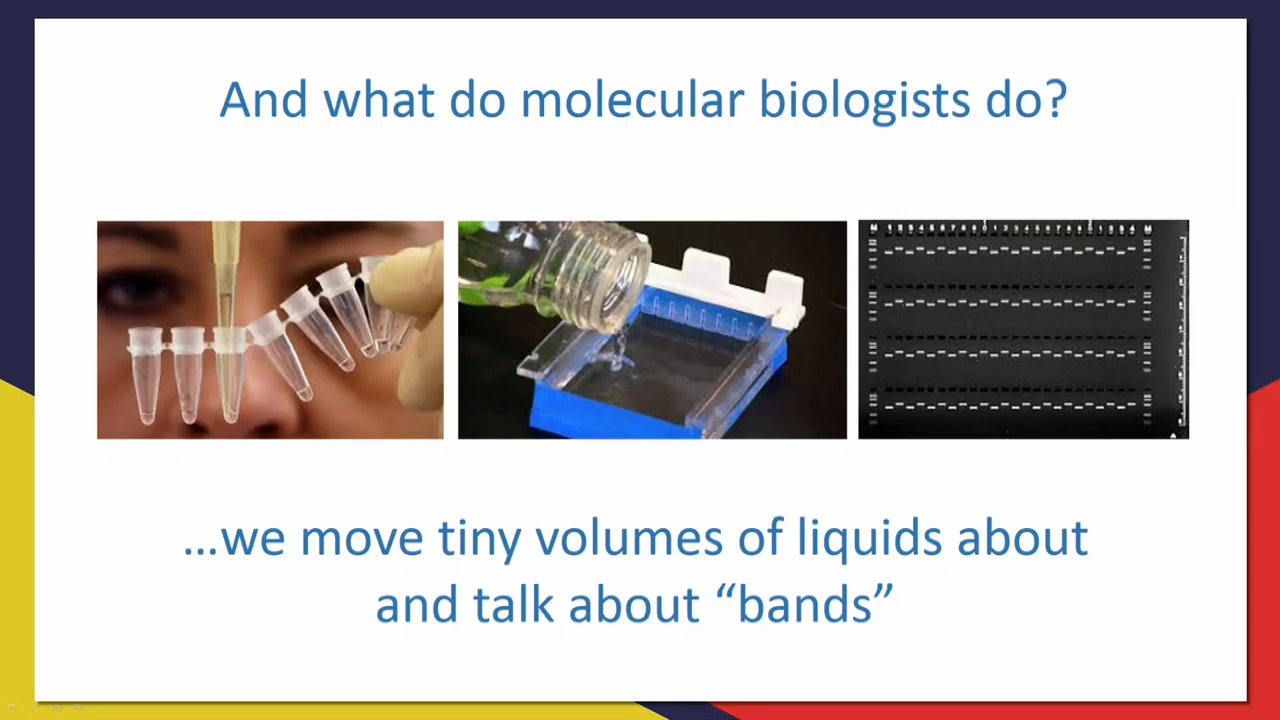 And what do molecular biologists do?
…we move tiny volumes of liquids about
and talk about “bands”